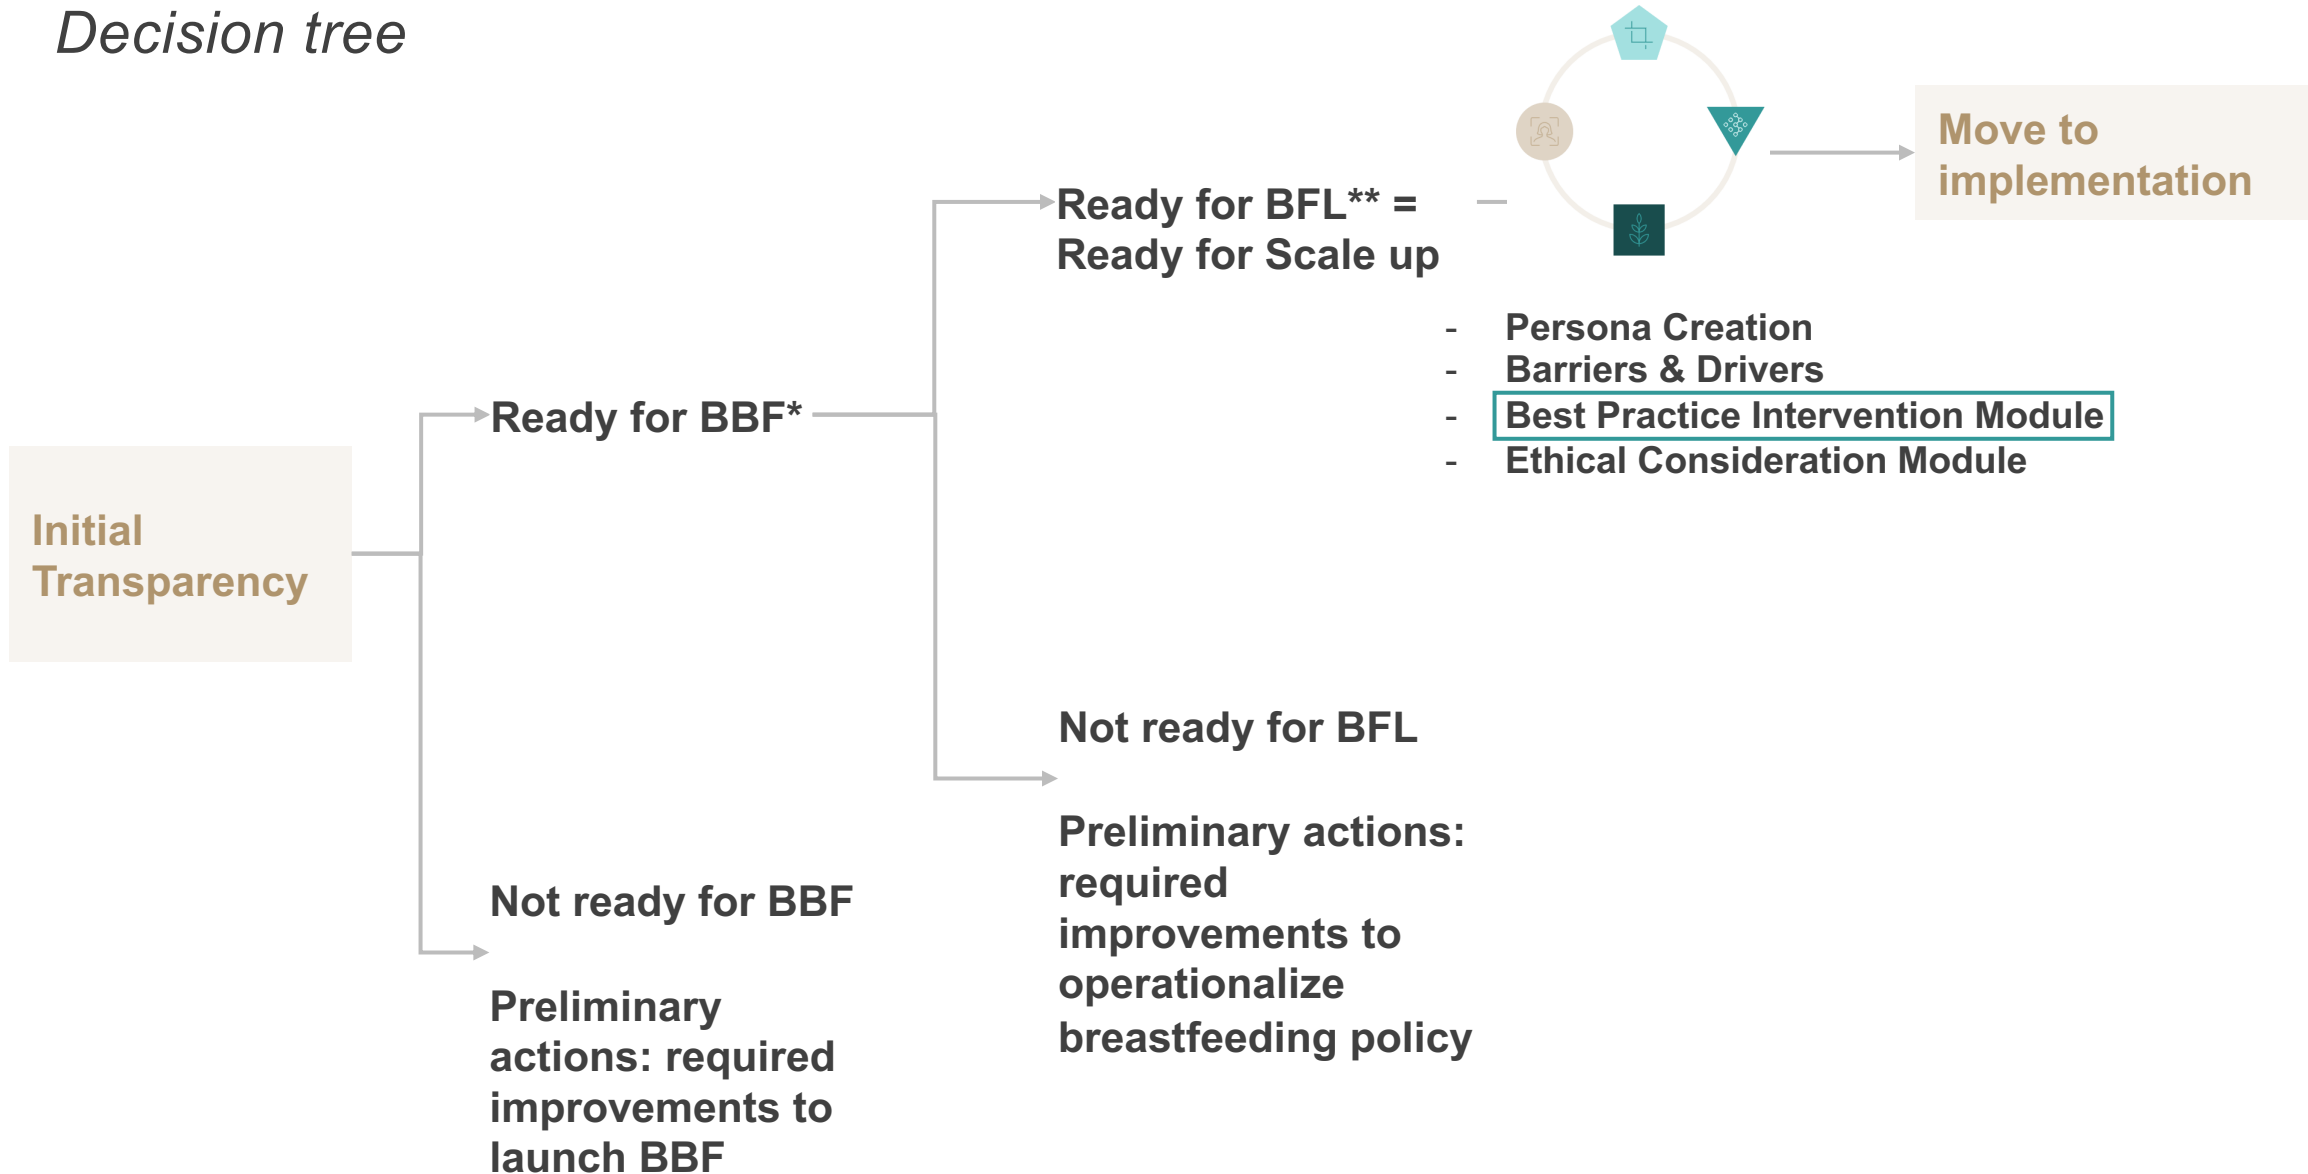 Decision tree
Move to
implementation
Ready for BFL** =
Ready for Scale up
- Persona Creation
- Barriers & Drivers
- Best Practice Intervention Module
- Ethical Consideration Module
Ready for BBF*
Initial
Transparency
Not ready for BFL
Preliminary actions:
required
improvements to
operationalize
breastfeeding policy
Not ready for BBF
Preliminary
actions: required
improvements to
launch BBF